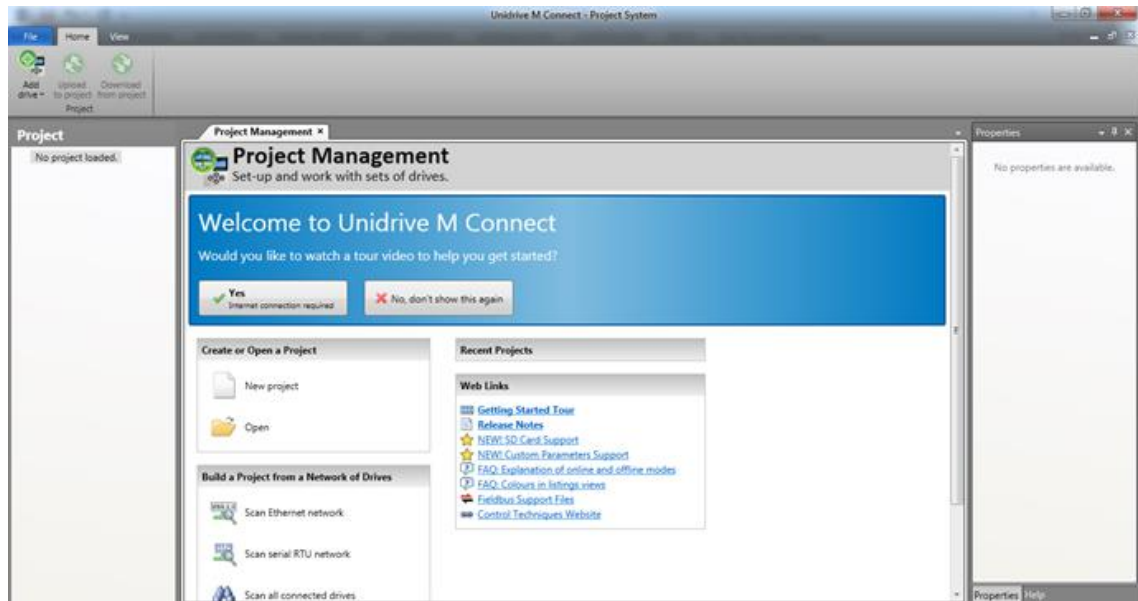 Unidrive M Connect - Project System
File Home View
Add drive
Upload to project
Download from project
Project
Project
No project loaded.
Project Management
Project Management
Set-up and work with sets of drives.
Welcome to Unidrive M Connect
Would you like to watch a tour video to help you get started?
Yes
Internet connection required
No, don't show this again
Create or Open a Project
New project
Open
Build a Project from a Network of Drives
Scan Ethernet network
Scan serial RTU network
Scan all connected drives
Recent Projects
Web Links
Getting Started Tour
Release Notes
NEW! SD Card Support
NEW! Custom Parameters Support
FAQ: Explanation of online and offline modes
FAQ: Colours in listings views
Fieldbus Support Files
Control Techniques Website
Properties
No properties are available.
Properties Help